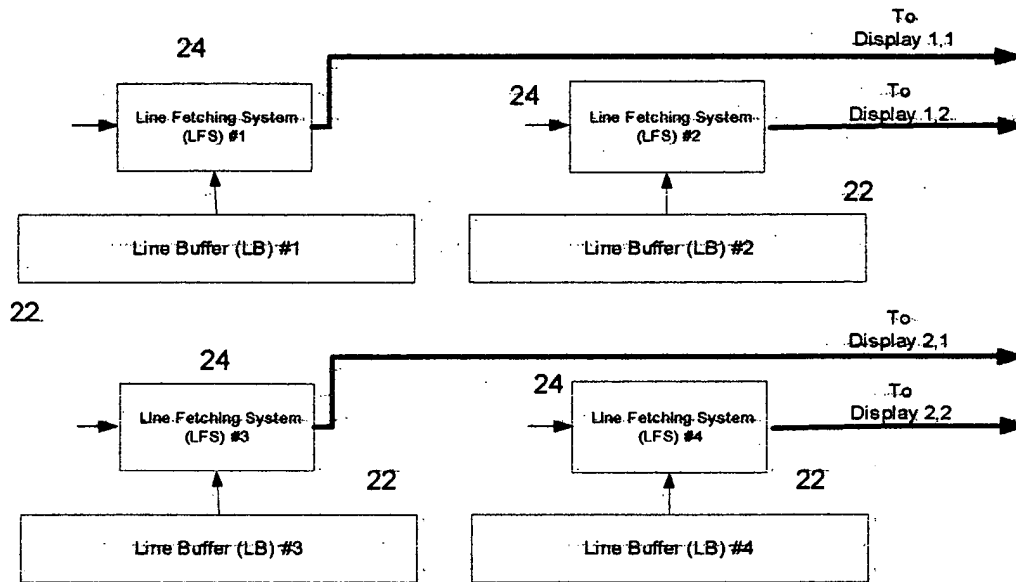 To
Display 1,1
24
Line Fetching System
(LFS) #1
24
Line Fetching System
(LFS) #2
To
Display 1,2
22
Line Buffer (LB) #1
Line Buffer (LB) #2
22
To
Display 2,1
24
Line Fetching System
(LFS) #3
24
Line Fetching System
(LFS) #4
To
Display 2,2
22
22
Line Buffer (LB) #3
Line Buffer (LB) #4